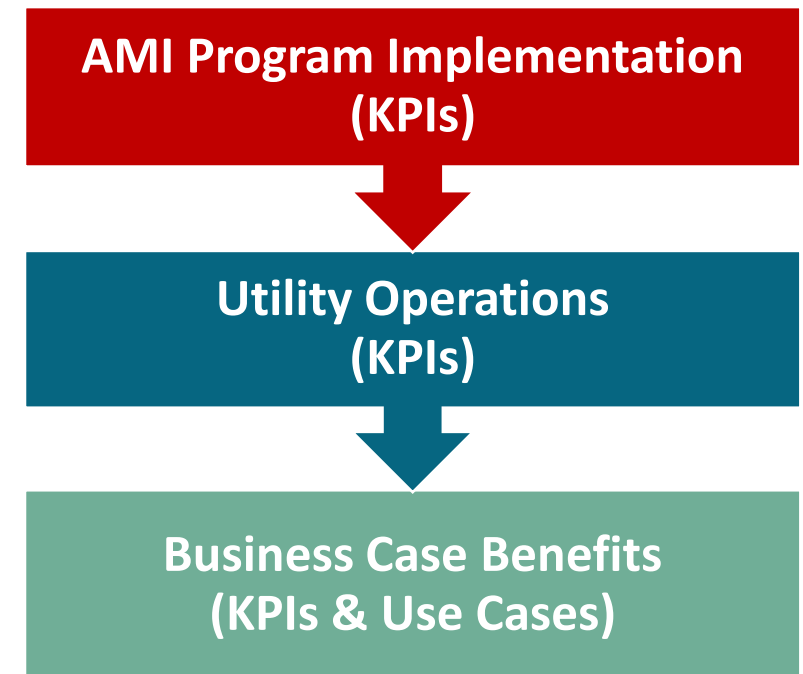 AMI Program Implementation
(KPIs)
Utility Operations
(KPIs)
Business Case Benefits
(KPIs & Use Cases)